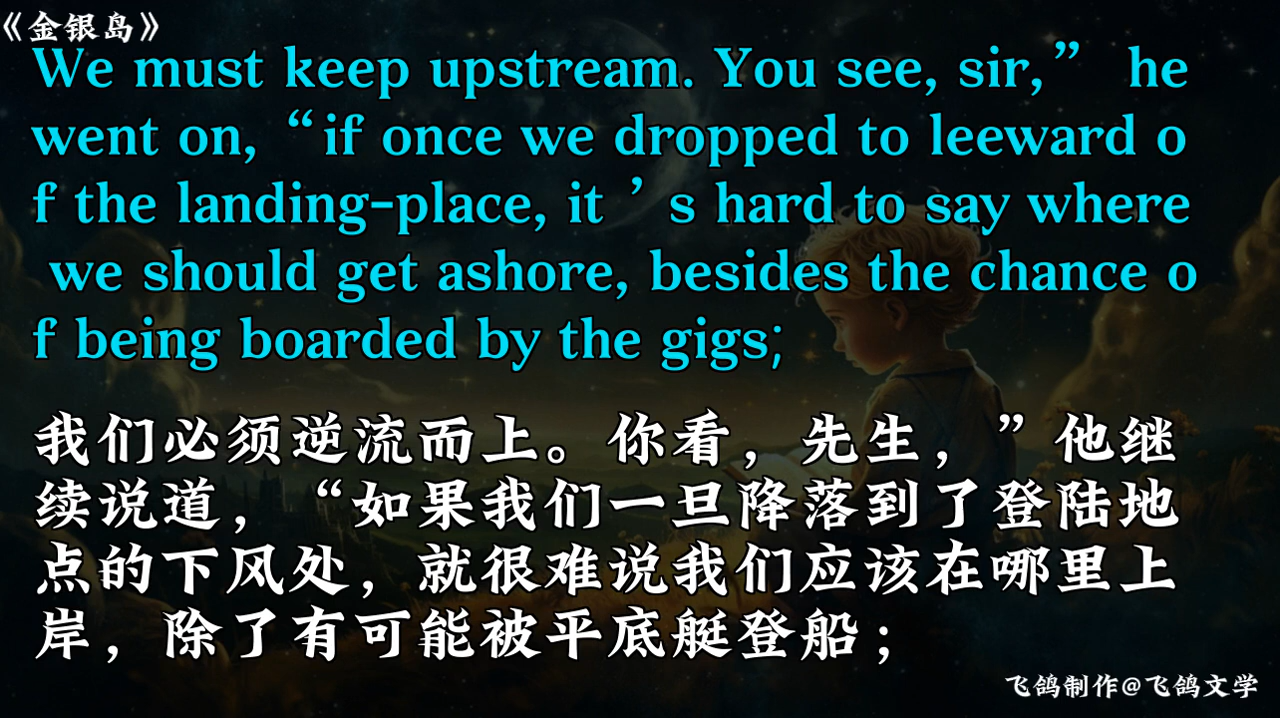 《金银岛》
We must keep upstream. You see, sir,” he
went on, “if once we dropped to leeward o
f the landing-place, it ’s hard to say where
we should get ashore, besides the chance o
f being boarded by the gigs;
我们必须逆流而上。你看，先生，”他继
续说道，“如果我们一旦降落到了登陆地
点的下风处，就很难说我们应该在哪里上
岸，除了有可能被平底艇登船；
飞鸽制作@飞鸽文学